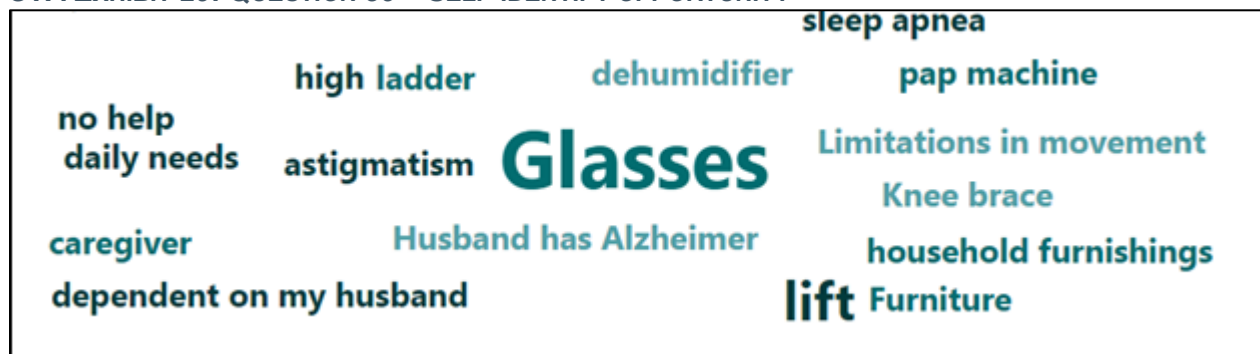 sleep apnea
high ladder
dehumidifier
pap machine
no help
daily needs
astigmatism
Glasses
Limitations in movement
Knee brace
caregiver
Husband has Alzheimer
household furnishings
dependent on my husband
lift
Furniture